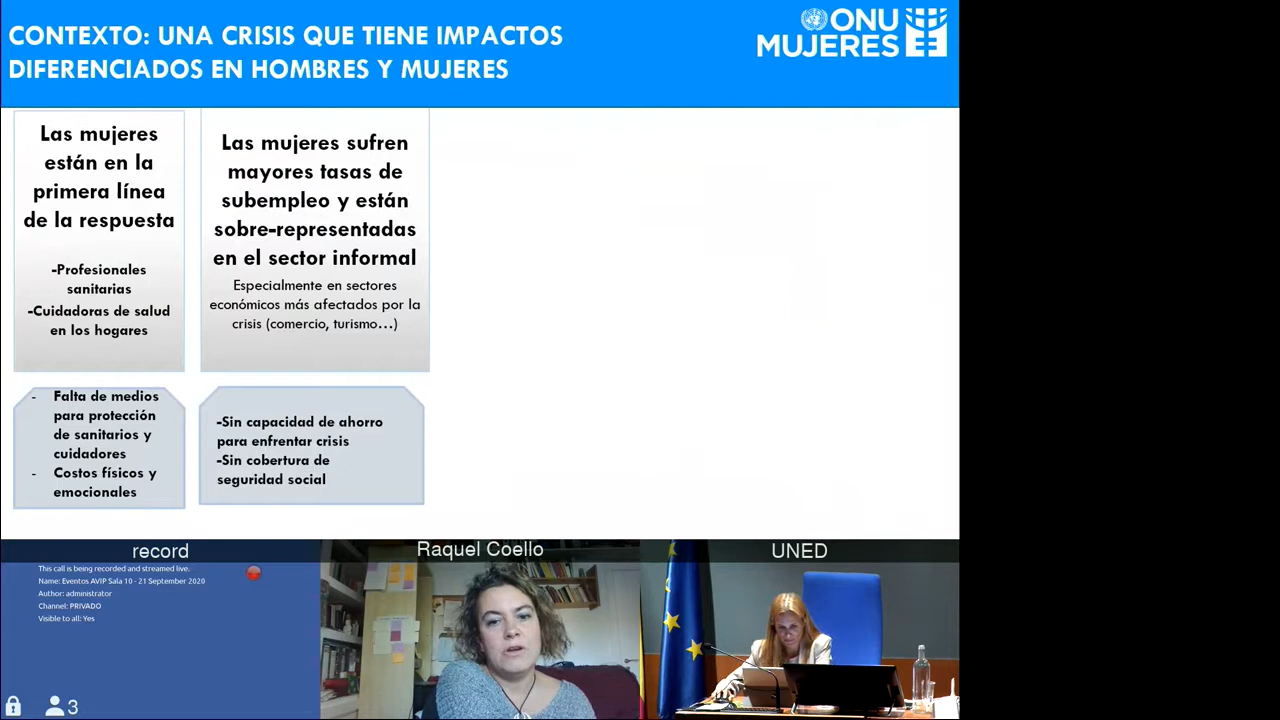 CONTEXTO: UNA CRISIS QUE TIENE IMPACTOS
DIFERENCIADOS EN HOMBRES Y MUJERES
ONU
MUJERES
Las mujeres
están en la
primera línea
de la respuesta
-Profesionales
sanitarias
-Cuidadoras de salud
en los hogares
Las mujeres sufren
mayores tasas de
subempleo y están
sobre-representadas
en el sector informal
Especialmente en sectores
económicos más afectados por la
crisis (comercio, turismo...)
- Falta de medios
para protección
de sanitarios y
cuidadores
- Costos físicos y
emocionales
-Sin capacidad de ahorro
para enfrentar crisis
-Sin cobertura de
seguridad social
record
This call is being recorded and streamed live.
Name: Eventos AVIP Sala 10 - 21 September 2020
Author: administrator
Channel: PRIVADO
Visible to all: Yes
3
Raquel Coello
UNED